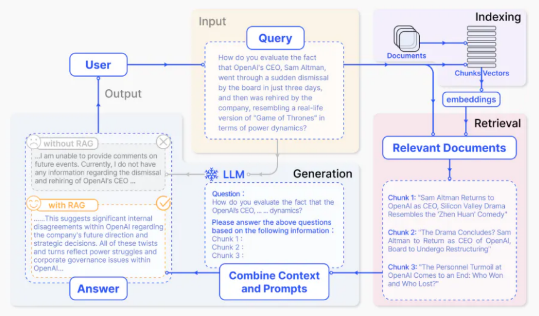 Input
Indexing
Query
User
How do you evaluate the fact
that OpenAI's CEO, Sam Altman,
went through a sudden dismissal
by the board in just three days,
and then was rehired by the
company, resembling a real-life
version of "Game of Thrones" in
terms of power dynamics?
Documents
Chunks
Vectors
embeddings
Output
Retrieval
Relevant Documents
without RAG
...I am unable to provide comments on
future events. Currently, I do not have
any information regarding the dismissal
and rehiring of OpenAI's CEO ...
with RAG
......This suggests significant internal
disagreements within OpenAI regarding
the company's future direction and
strategic decisions. All of these twists
and turns reflect power struggles and
corporate governance issues within
OpenAI...
Answer
LLM
Generation
Question :
How do you evaluate the fact that the
OpenAI's CEO, ... ... dynamics?
Please answer the above questions
based on the following information :
Chunk 1 :
Chunk 2 :
Chunk 3 :
Combine Context
and Prompts
Chunk 1: "Sam Altman Returns to
OpenAI as CEO, Silicon Valley Drama
Resembles the 'Zhen Huan' Comedy"
Chunk 2: "The Drama Concludes? Sam
Altman to Return as CEO of OpenAI,
Board to Undergo Restructuring"
Chunk 3: "The Personnel Turmoil at
OpenAI Comes to an End: Who Won
and Who Lost?"